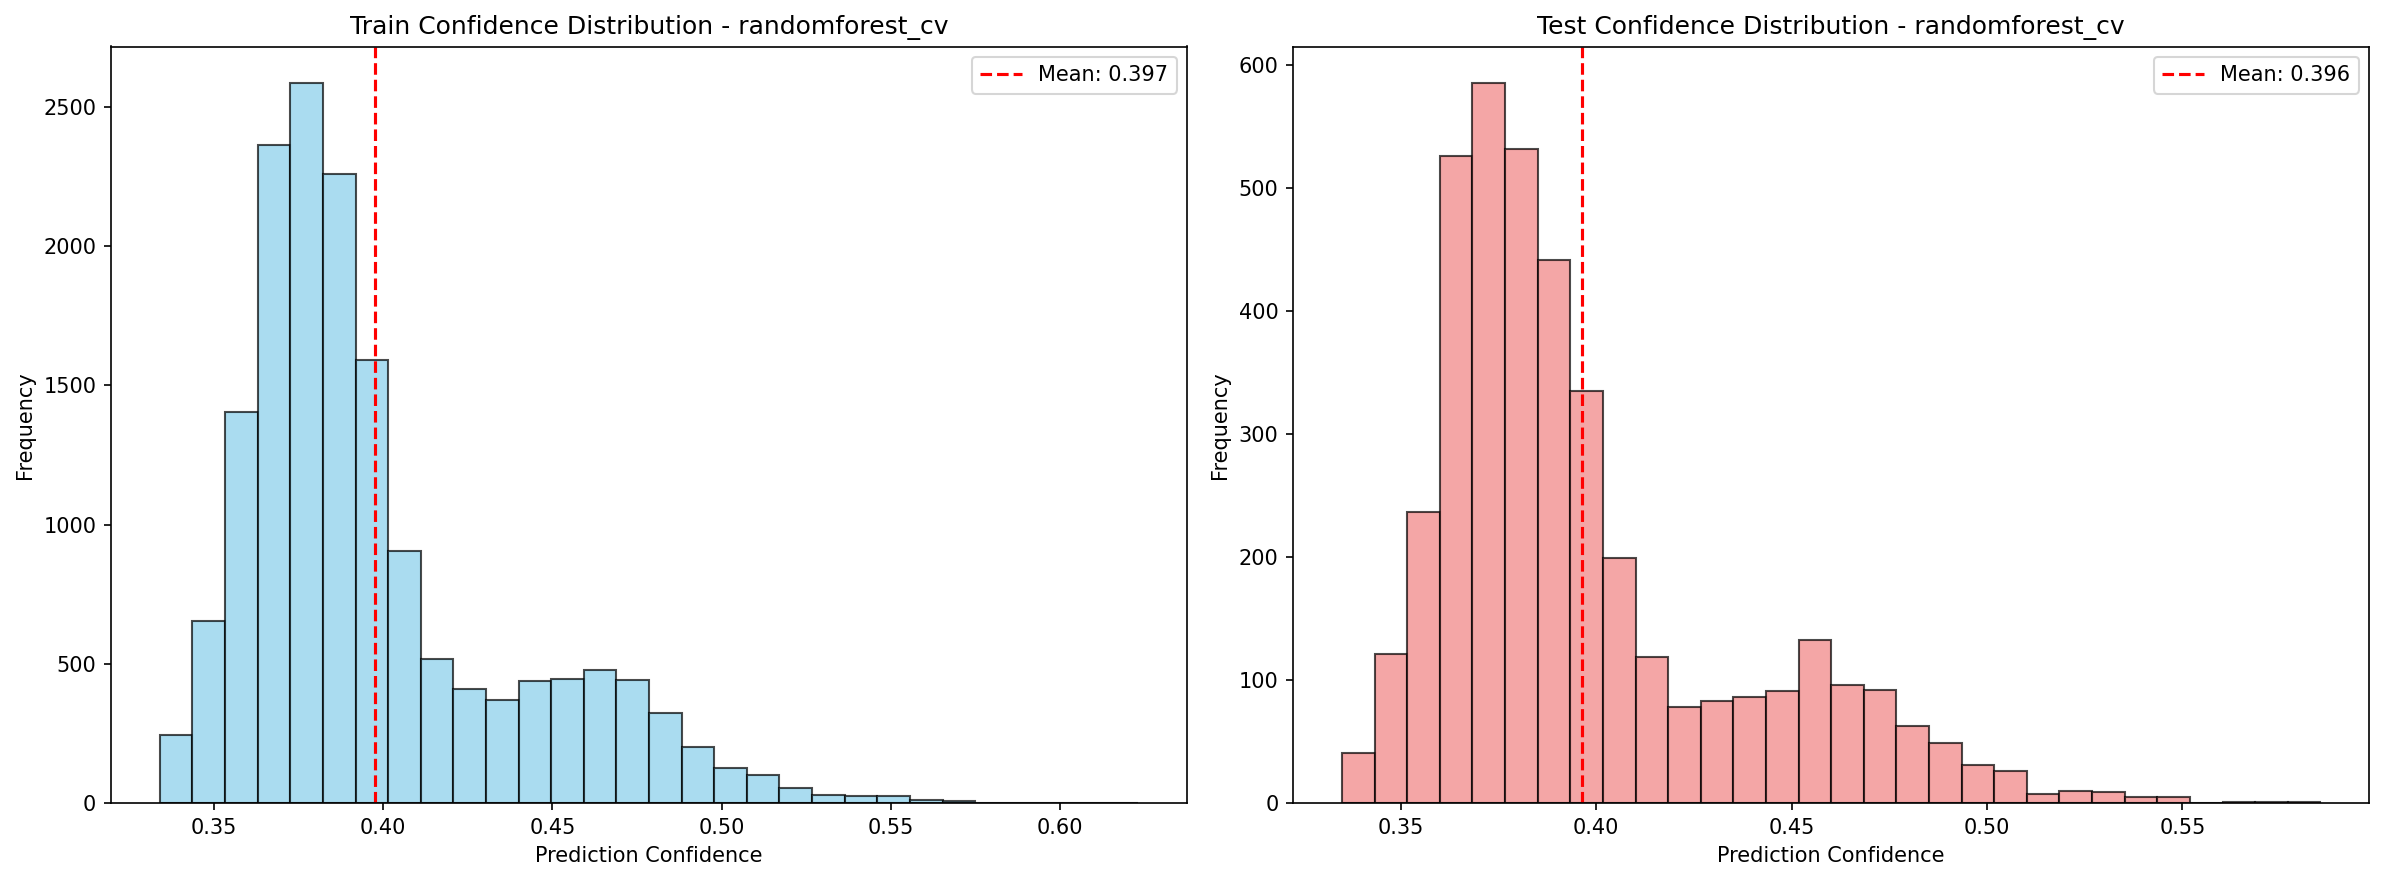 Train Confidence Distribution - randomforest_cv
Mean: 0.397
Frequency
2500
2000
1500
1000
500
0
0.35 0.40 0.45 0.50 0.55 0.60
Prediction Confidence
Test Confidence Distribution - randomforest_cv
Mean: 0.396
Frequency
600
500
400
300
200
100
0
0.35 0.40 0.45 0.50 0.55
Prediction Confidence